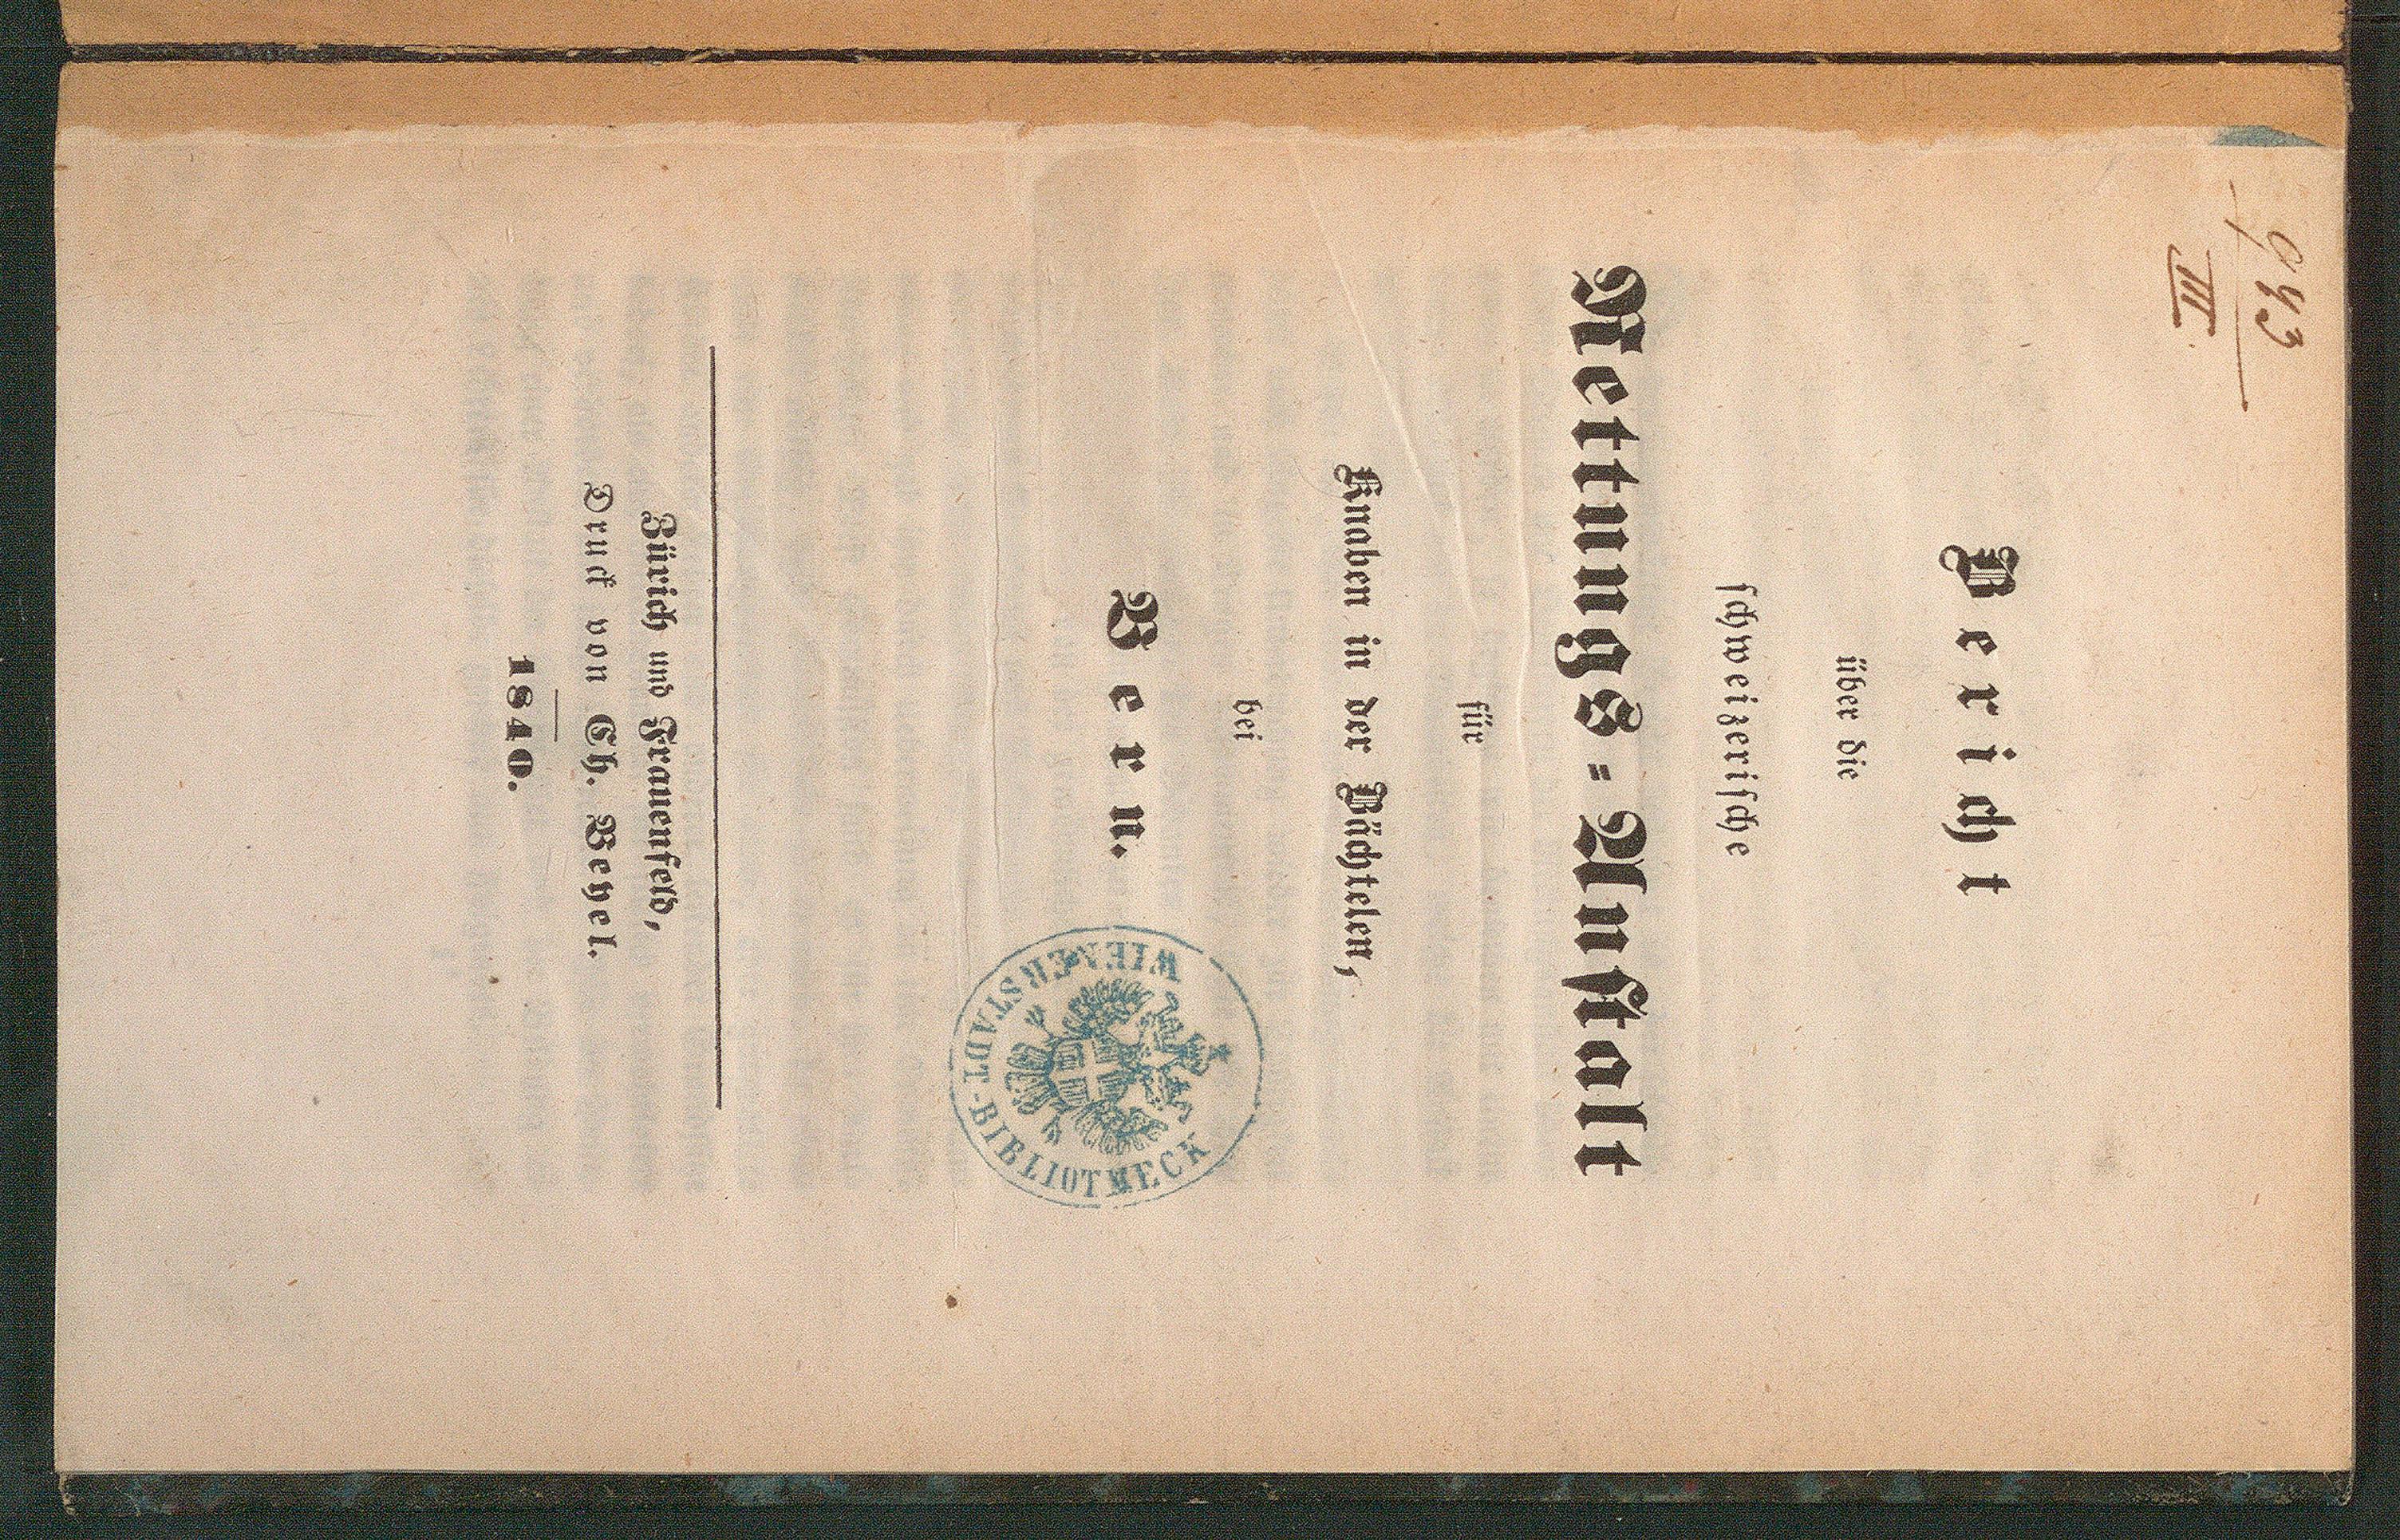 943
III.
Bericht
über die
schweizerische
Rettungs-Anstalt
für
Knaben in der Bächtelen,
bei
Bern.
WIENER STADT-BIBLIOTHECK
Zürich und Frauenfeld,
Druck von Ch. Beyel.
1840.